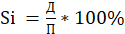 Si = Д/П * 100%